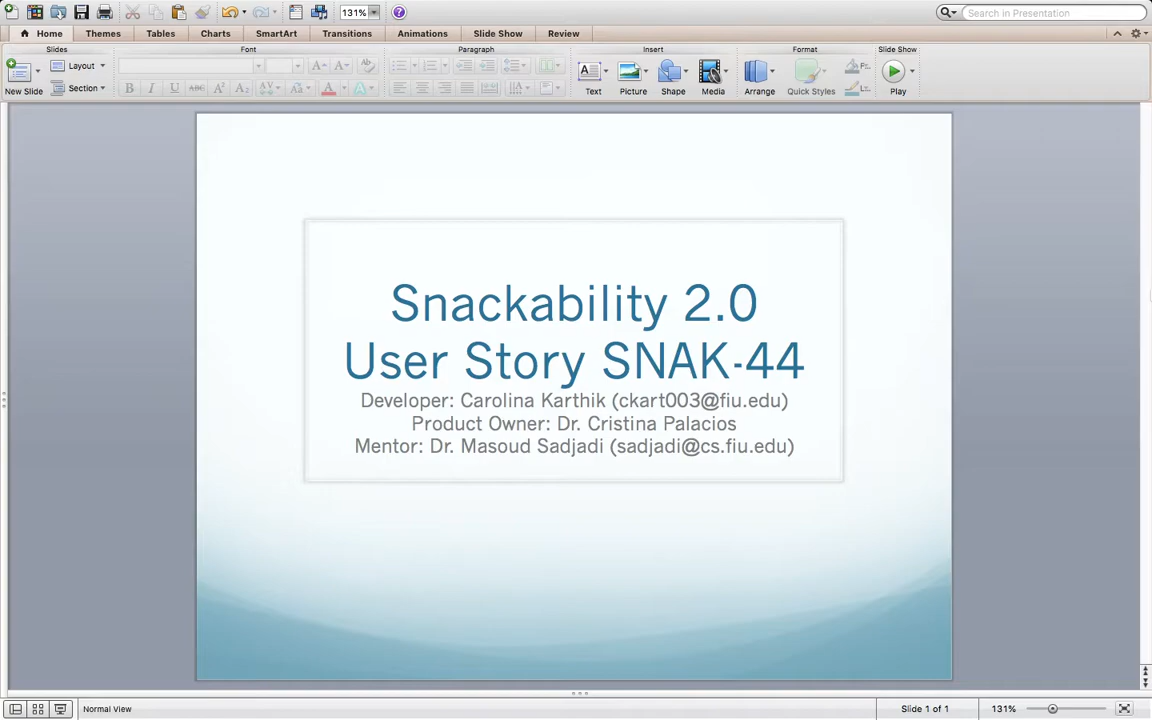 131%
Search in Presentation
Home Themes Tables Charts SmartArt Transitions Animations Slide Show Review
Slides Font Paragraph Insert Format Slide Show
Layout
New Slide Section
Text Picture Shape Media Arrange Quick Styles Play
Snackability 2.0
User Story SNAK-44
Developer: Carolina Karthik (ckart003@fiu.edu)
Product Owner: Dr. Cristina Palacios
Mentor: Dr. Masoud Sadjadi (sadjadi@cs.fiu.edu)
Normal View Slide 1 of 1 131%